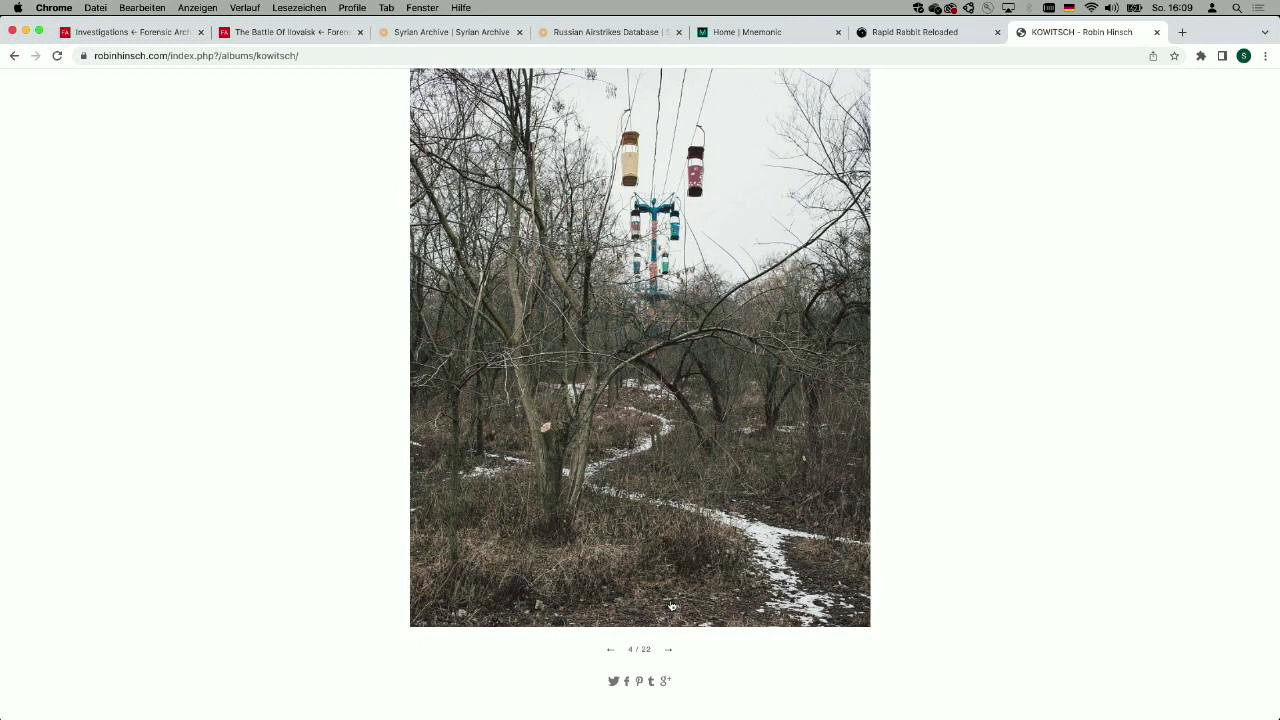 Chrome Datei Bearbeiten Anzeigen Verlauf Lesezeichen Profile Tab Fenster Hilfe So. 16:09
Investigations ← Forensic Arch The Battle Of Ilovaisk ← Foren Syrian Archive | Syrian Archive Russian Airstrikes Database | S Home | Mnemonic Rapid Rabbit Reloaded KOWITSCH - Robin Hinsch
robinhinsch.com/index.php?/albums/kowitsch/ S
← 4 / 22 →